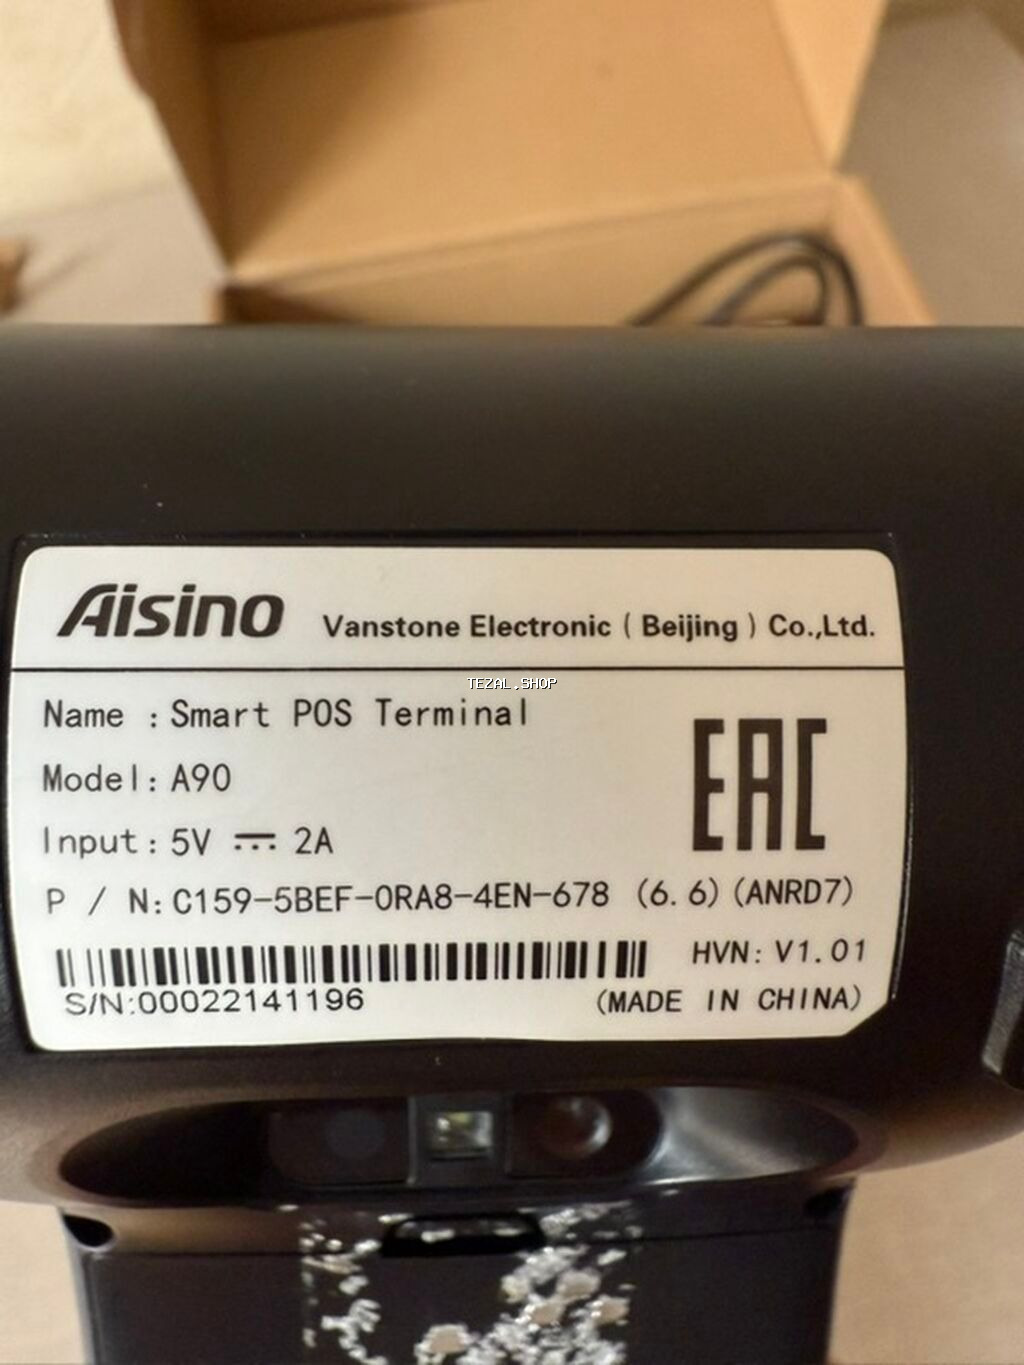 Aisino Vanstone Electronic ( Beijing ) Co.,Ltd.
TEZAL.SHOP
Name : Smart POS Terminal
Model: A90
Input: 5V ⎓ 2A
EAC
P / N: C159-5BEF-0RA8-4EN-678 (6.6) (ANRD7)
HVN: V1.01
S/N:00022141196
(MADE IN CHINA)